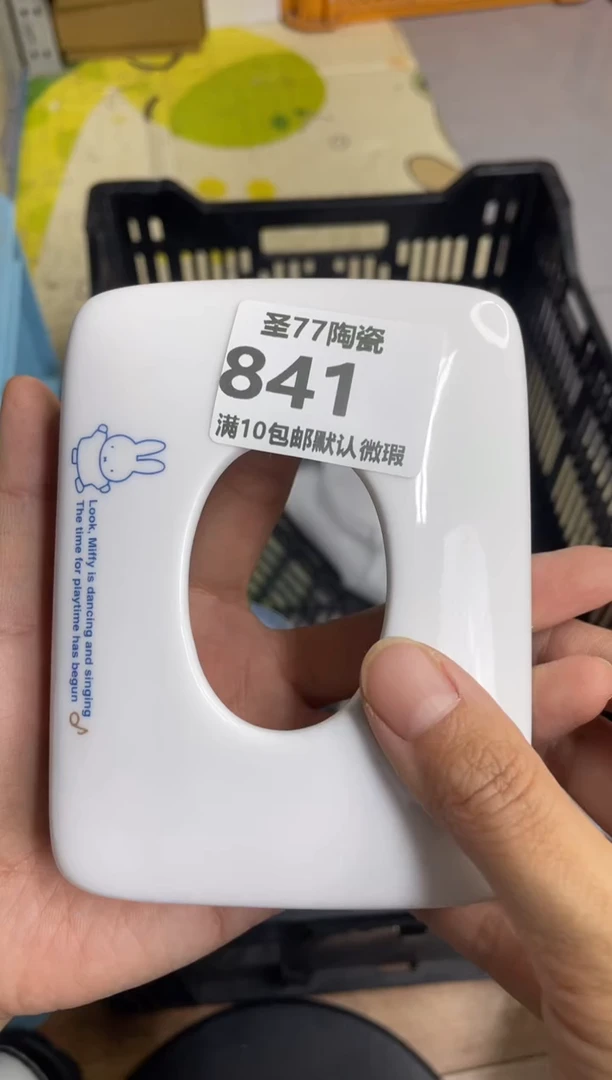 圣77陶瓷
841
满10包邮默认微瑕
Look, Miffy is dancing and singing
The time for playtime has begun